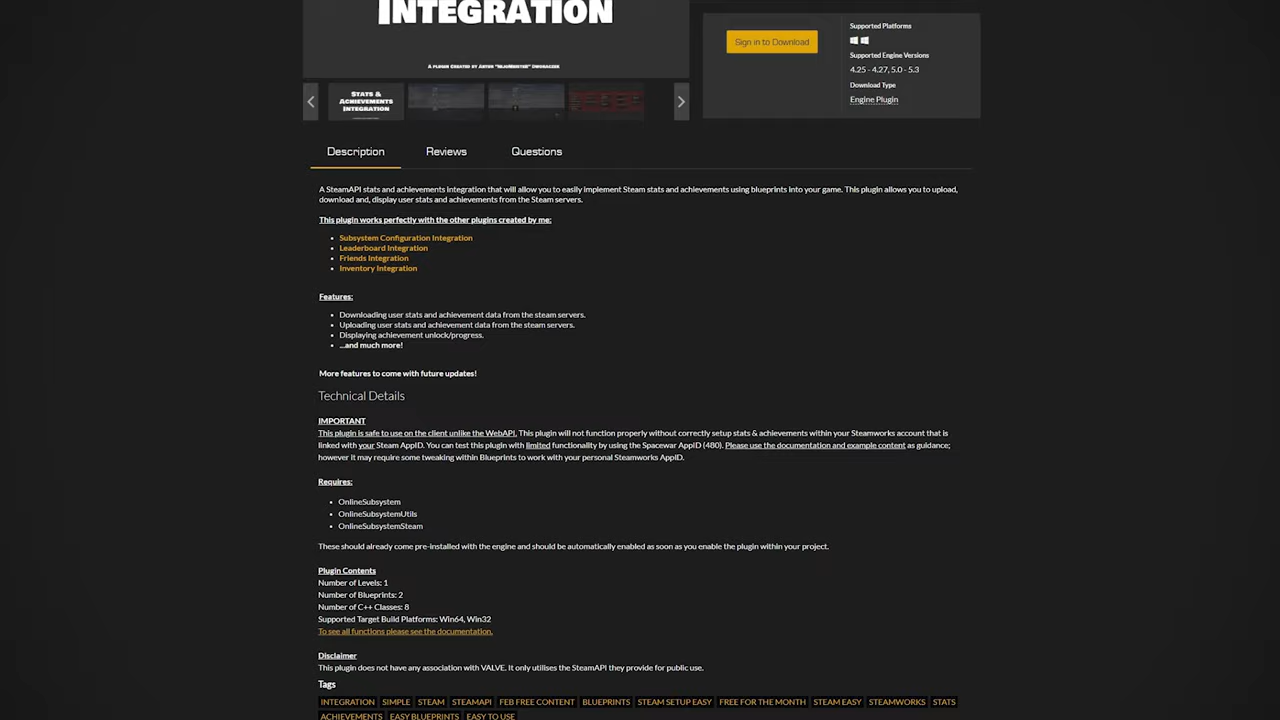 INTEGRATION
Sign in to Download
Supported Platforms
Supported Engine Versions
4.25 - 4.27, 5.0 - 5.3
Download Type
Engine Plugin
STATS &
ACHIEVEMENTS
INTEGRATION
Description
Reviews
Questions
A SteamAPI stats and achievements Integration that will allow you to easily implement Steam stats and achievements using blueprints into your game. This plugin allows you to upload,
download and, display user stats and achievements from the Steam servers.
This plugin works perfectly with the other plugins created by me:
• Subsystem Configuration Integration
• Leaderboard Integration
• Friends Integration
• Inventory Integration
Features:
• Downloading user stats and achievement data from the steam servers.
• Uploading user stats and achievement data from the steam servers.
• Displaying achievement unlock/progress.
• ...and much more!
More features to come with future updates!
Technical Details
IMPORTANT
This plugin is safe to use on the client unlike the WebAPI. This plugin will not function properly without correctly setup stats & achievements within your Steamworks account that is
linked with your Steam AppID. You can test this plugin with limited functionality by using the Spacewar AppID (480). Please use the documentation and example content as guidance;
however it may require some tweaking within Blueprints to work with your personal Steamworks AppID.
Requires:
• OnlineSubsystem
• OnlineSubsystemUtils
• OnlineSubsystemSteam
These should already come pre-installed with the engine and should be automatically enabled as soon as you enable the plugin within your project.
Plugin Contents
Number of Levels: 1
Number of Blueprints: 2
Number of C++ Classes: 8
Supported Target Build Platforms: Win64, Win32
To see all functions please see the documentation.
Disclaimer
This plugin does not have any association with VALVE. It only utilises the SteamAPI they provide for public use.
Tags
INTEGRATION SIMPLE STEAM STEAMAPI FEB FREE CONTENT BLUEPRINTS STEAM SETUP EASY FREE FOR THE MONTH STEAM EASY STEAMWORKS STATS
ACHIEVEMENTS EASY BLUEPRINTS EASY TO USE